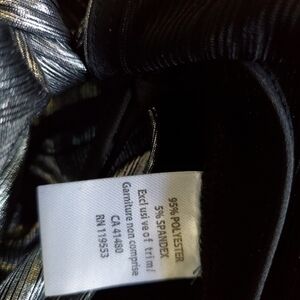 95% POLYESTER
5% SPANDEX
Exclusive of trim/
Garniture non comprise
CA 41480
RN 119553